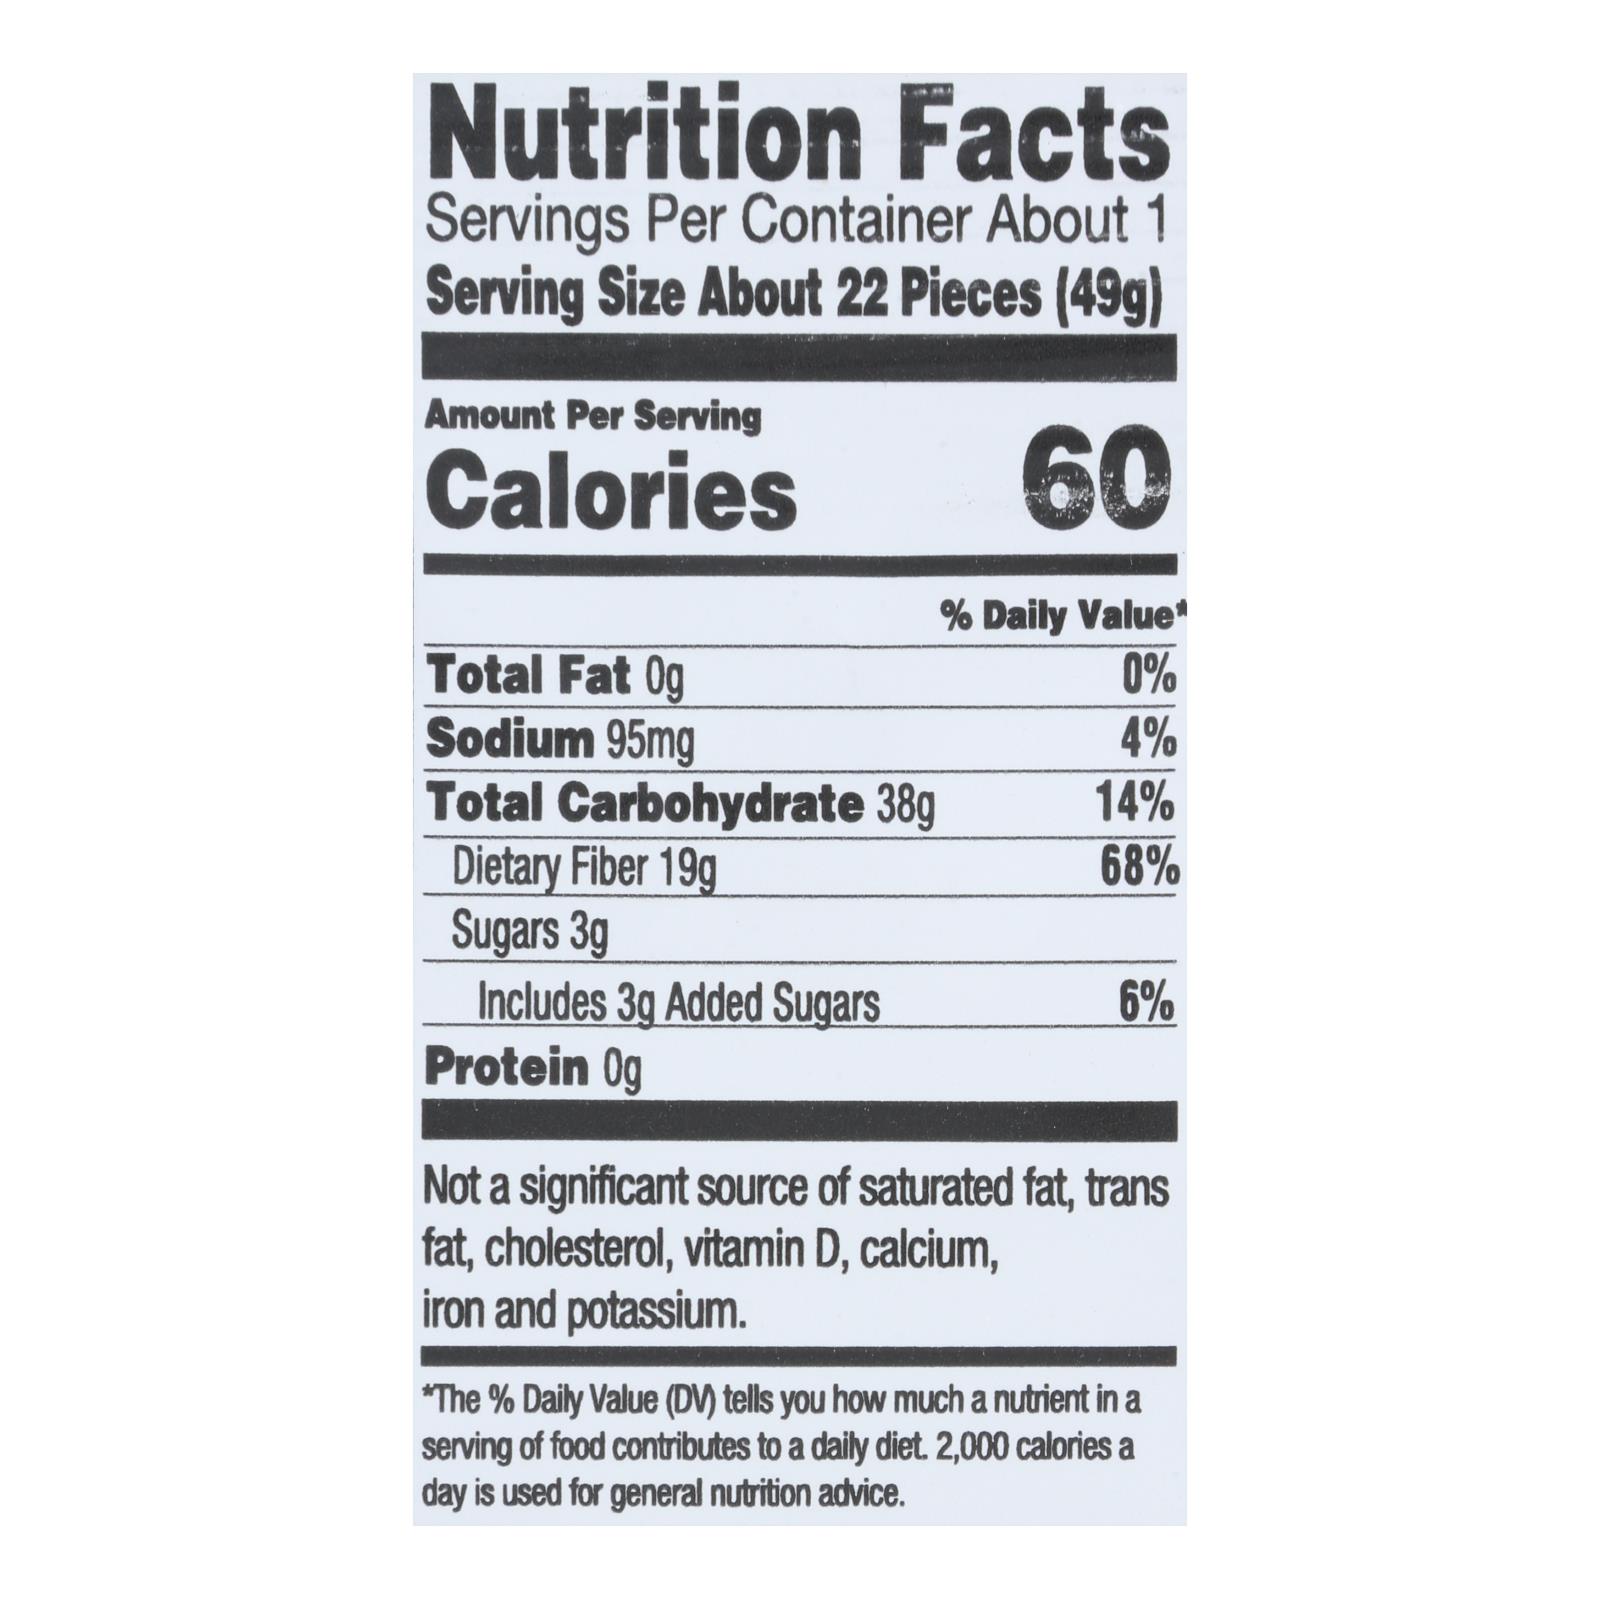 Nutrition Facts
Servings Per Container About 1
Serving Size About 22 Pieces (49g)
Amount Per Serving
Calories 60
% Daily Value*
Total Fat 0g 0%
Sodium 95mg 4%
Total Carbohydrate 38g 14%
Dietary Fiber 19g 68%
Sugars 3g
Includes 3g Added Sugars 6%
Protein 0g
Not a significant source of saturated fat, trans
fat, cholesterol, vitamin D, calcium,
iron and potassium.
*The % Daily Value (DV) tells you how much a nutrient in a
serving of food contributes to a daily diet. 2,000 calories a
day is used for general nutrition advice.